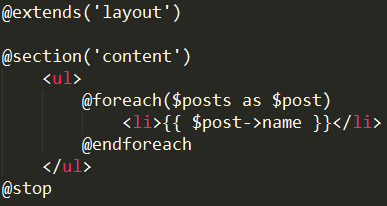 @extends('layout')

@section('content')
    <ul>
        @foreach($posts as $post)
            <li>{{ $post->name }}</li>
        @endforeach
    </ul>
@stop